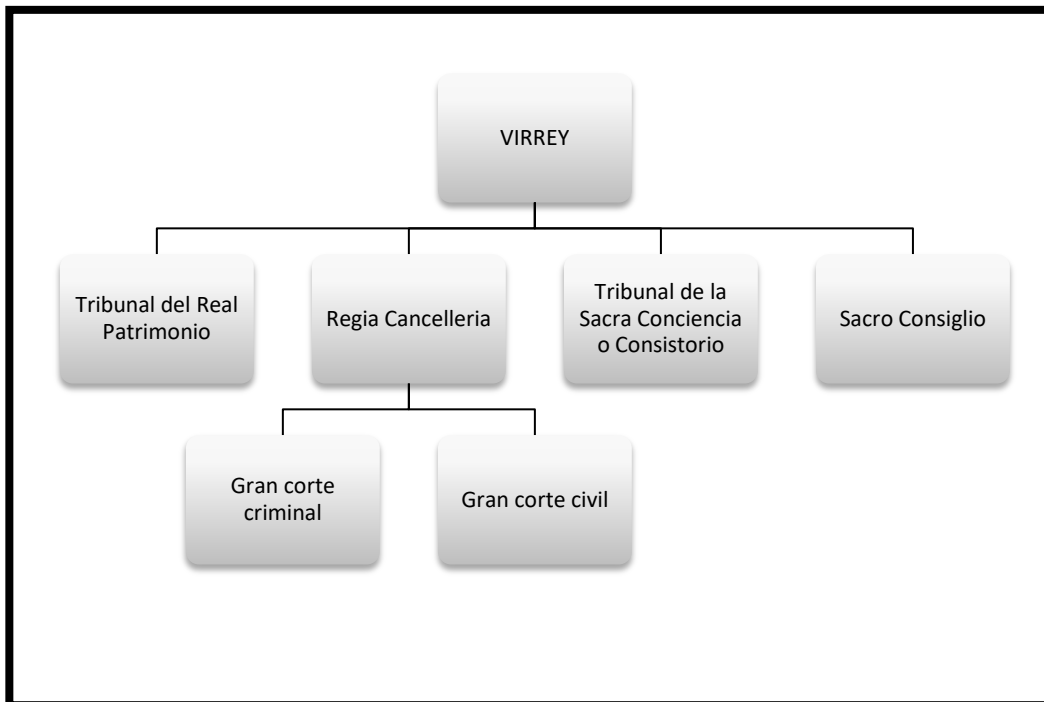 VIRREY
Tribunal del Real
Patrimonio
Regia Cancelleria
Tribunal de la
Sacra Conciencia
o Consistorio
Sacro Consiglio
Gran corte
criminal
Gran corte civil